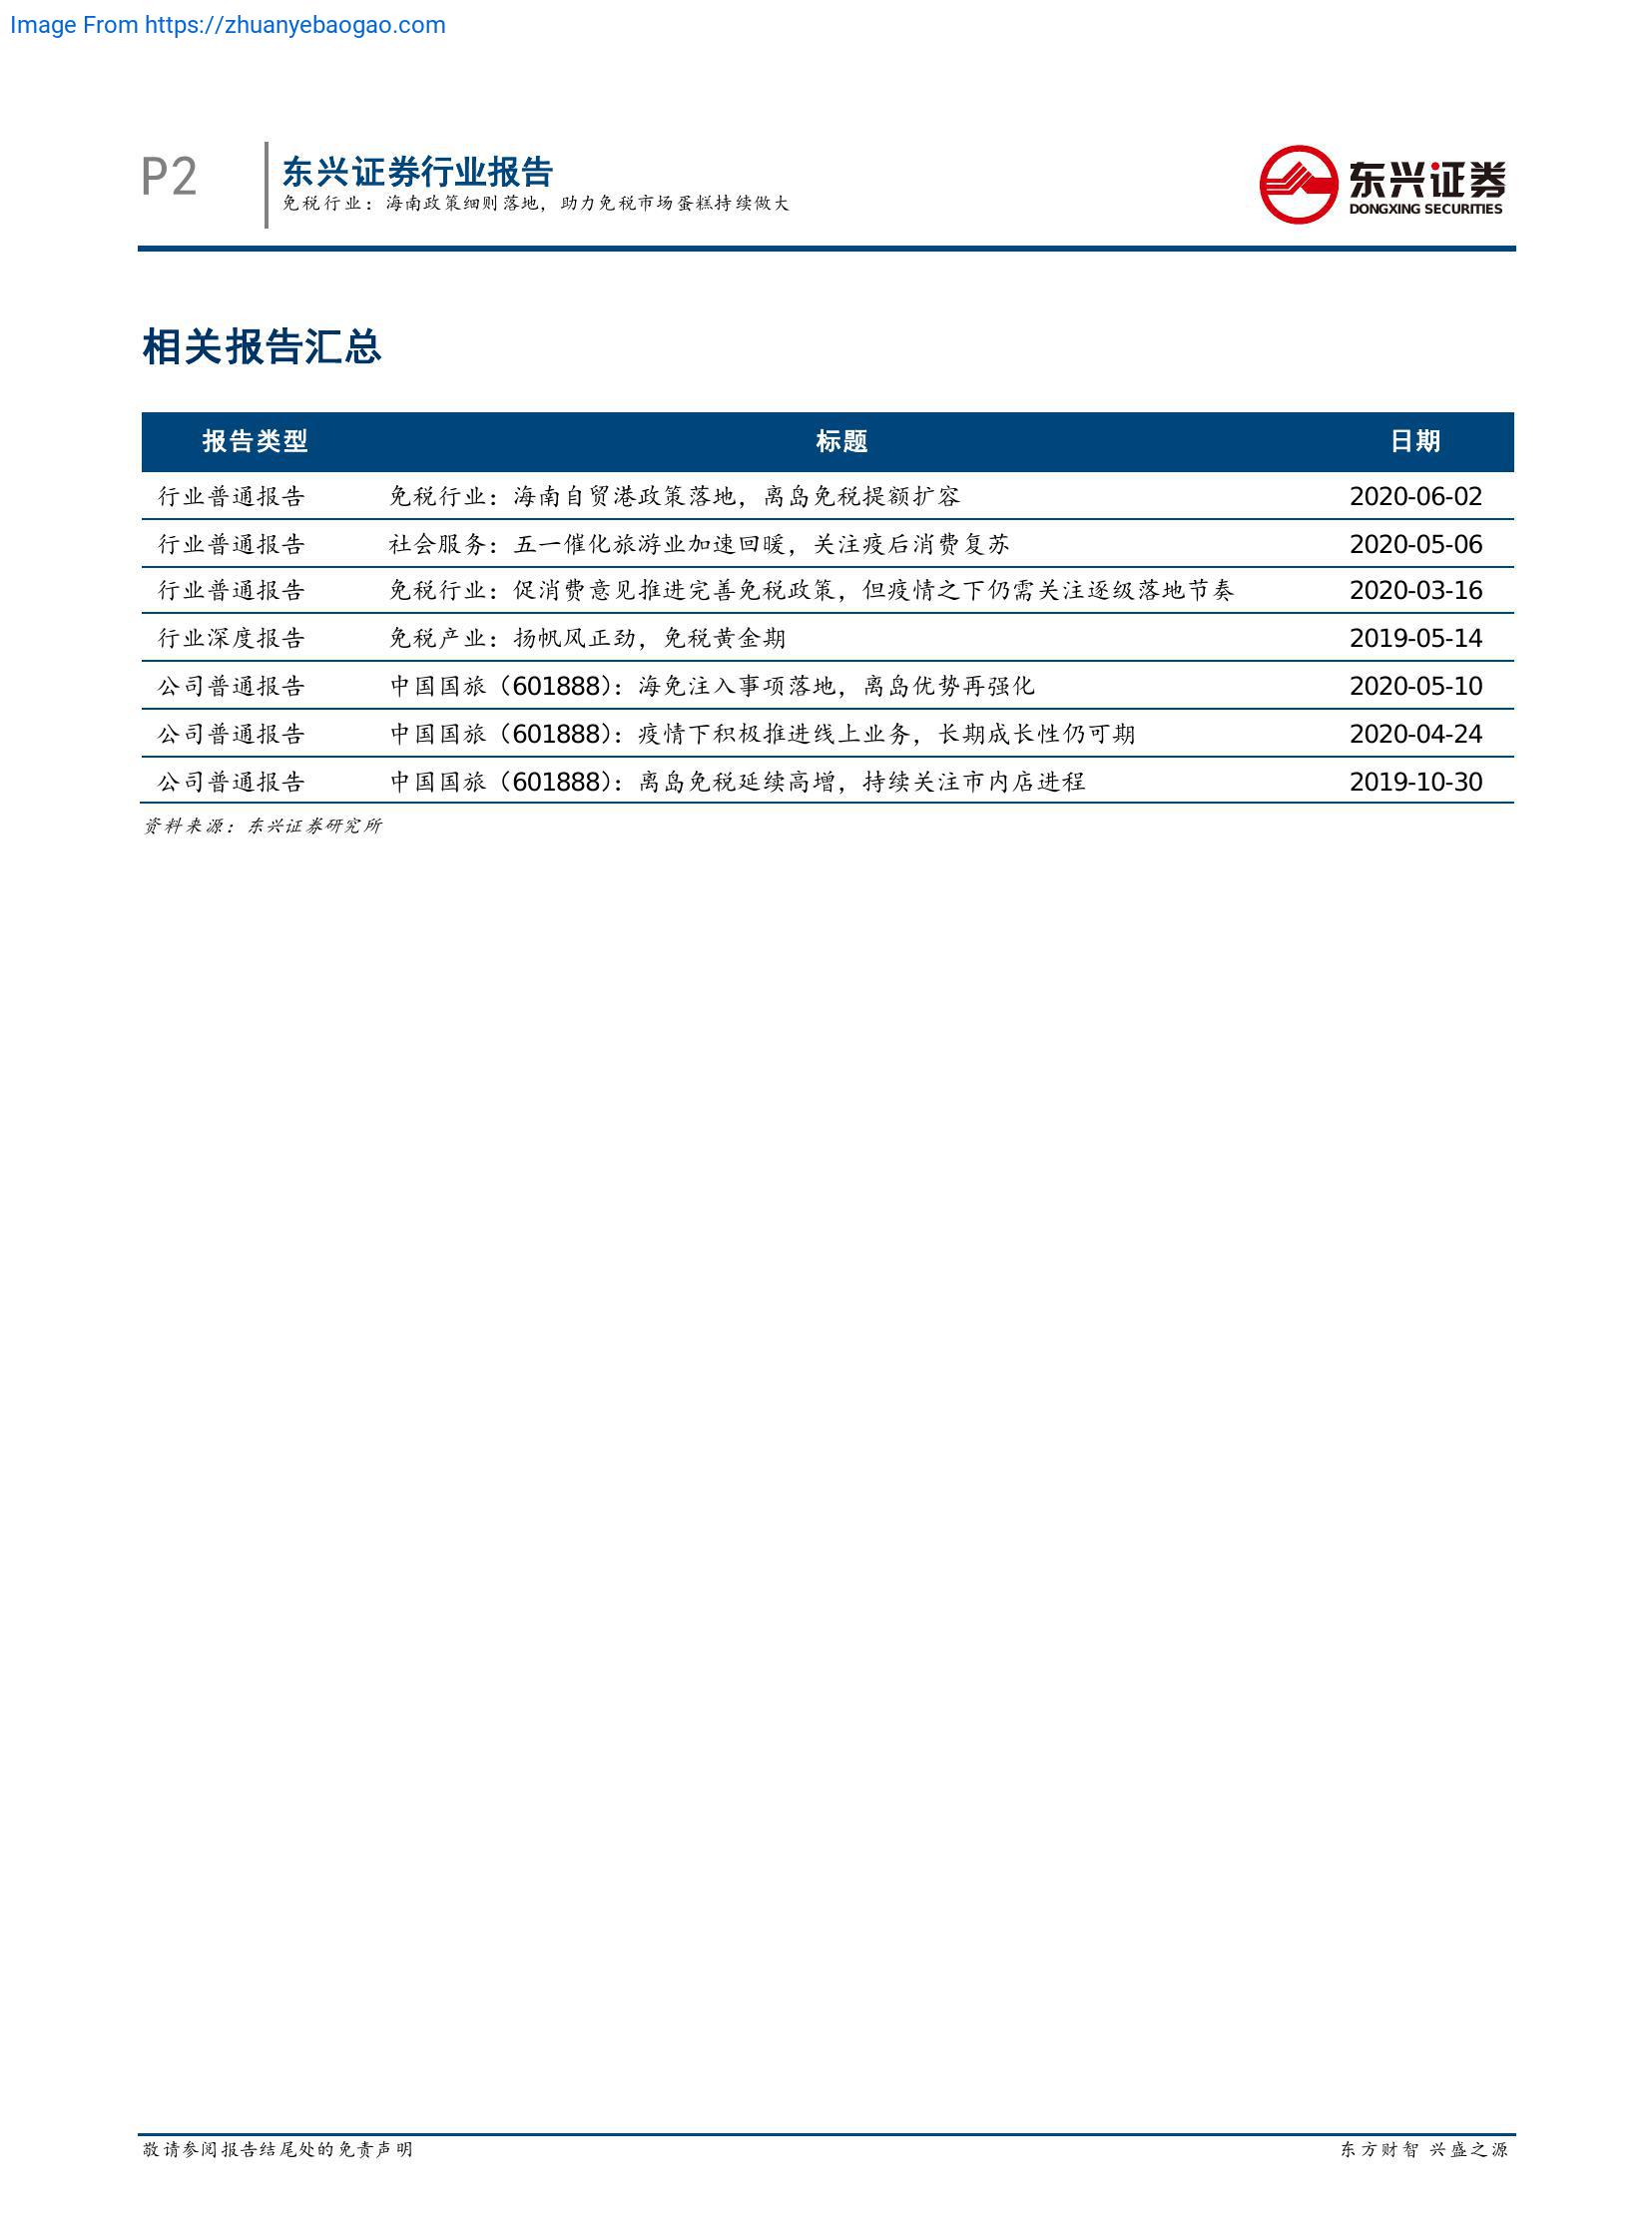 Image From https://zhuanyebaogao.com
P2
东兴证券行业报告
免税行业：海南政策细则落地，助力免税市场蛋糕持续做大
东兴证券
DONGXING SECURITIES
相关报告汇总
报告类型 标题 日期
行业普通报告 免税行业：海南自贸港政策落地，离岛免税提额扩容 2020-06-02
行业普通报告 社会服务：五一催化旅游业加速回暖，关注疫后消费复苏 2020-05-06
行业普通报告 免税行业：促消费意见推进完善免税政策，但疫情之下仍需关注逐级落地节奏 2020-03-16
行业深度报告 免税产业：扬帆风正劲，免税黄金期 2019-05-14
公司普通报告 中国国旅（601888）：海免注入事项落地，离岛优势再强化 2020-05-10
公司普通报告 中国国旅（601888）：疫情下积极推进线上业务，长期成长性仍可期 2020-04-24
公司普通报告 中国国旅（601888）：离岛免税延续高增，持续关注市内店进程 2019-10-30
资料来源：东兴证券研究所
敬请参阅报告结尾处的免责声明 东方财智 兴盛之源